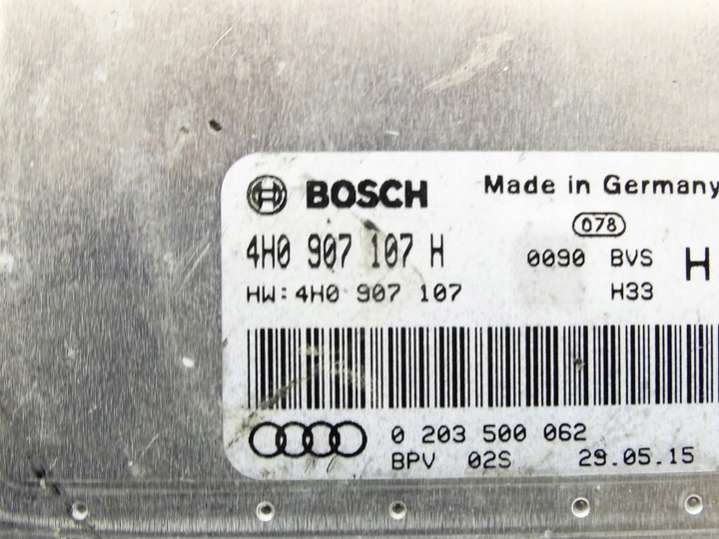 BOSCH Made in Germany
078
4H0 907 107 H 0090 BVS H
HW:4H0 907 107 H33
0 203 500 062
BPV 02S 29.05.15